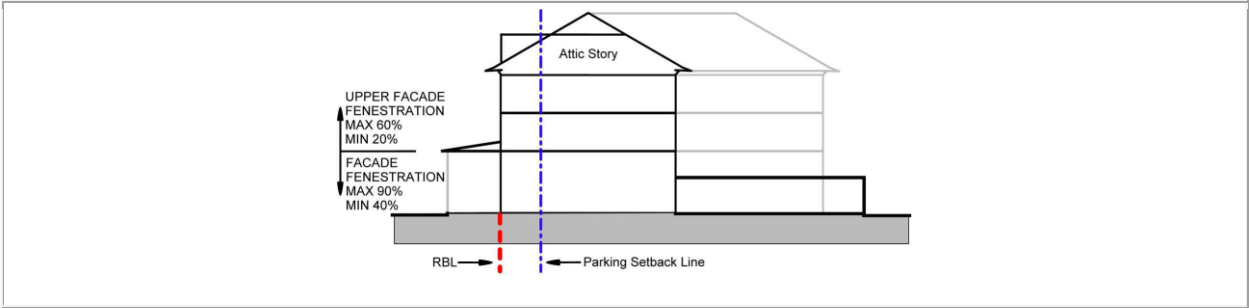 Attic Story
UPPER FACADE
FENESTRATION
MAX 60%
MIN 20%
FACADE
FENESTRATION
MAX 90%
MIN 40%
RBL
Parking Setback Line